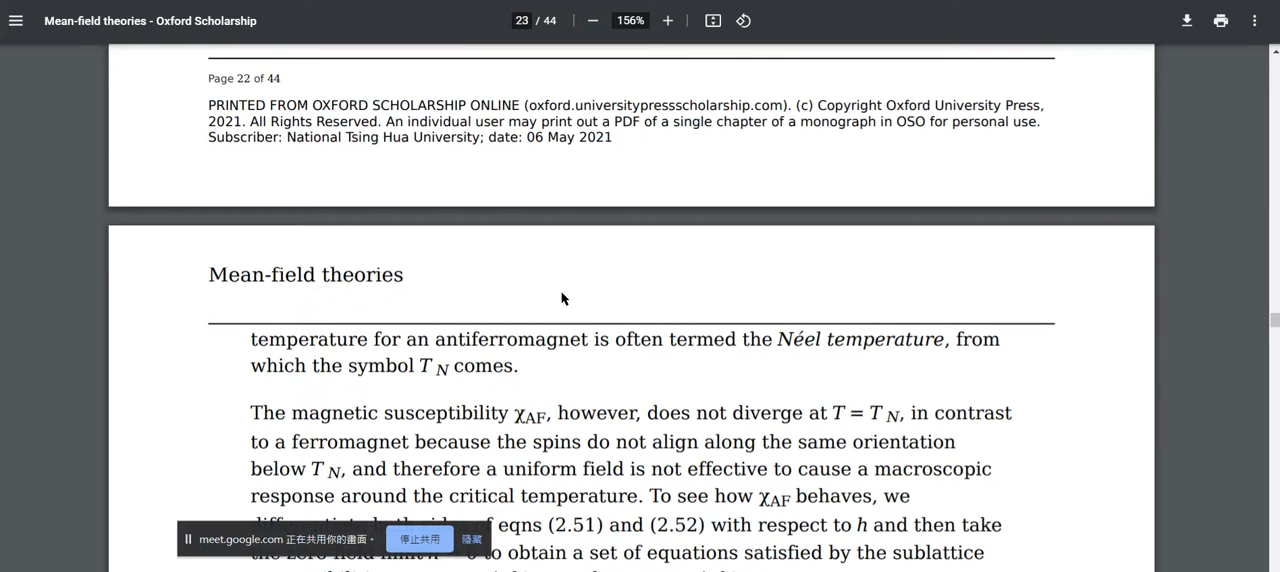 Mean-field theories - Oxford Scholarship
23 / 44
156%
Page 22 of 44
PRINTED FROM OXFORD SCHOLARSHIP ONLINE (oxford.universitypressscholarship.com). (c) Copyright Oxford University Press,
2021. All Rights Reserved. An individual user may print out a PDF of a single chapter of a monograph in OSO for personal use.
Subscriber: National Tsing Hua University; date: 06 May 2021
Mean-field theories
temperature for an antiferromagnet is often termed the Néel temperature, from
which the symbol T N comes.
The magnetic susceptibility χAF, however, does not diverge at T = T N, in contrast
to a ferromagnet because the spins do not align along the same orientation
below T N, and therefore a uniform field is not effective to cause a macroscopic
response around the critical temperature. To see how χAF behaves, we
of eqns (2.51) and (2.52) with respect to h and then take
to obtain a set of equations satisfied by the sublattice
meet.google.com 正在共用你的畫面。
停止共用
隱藏